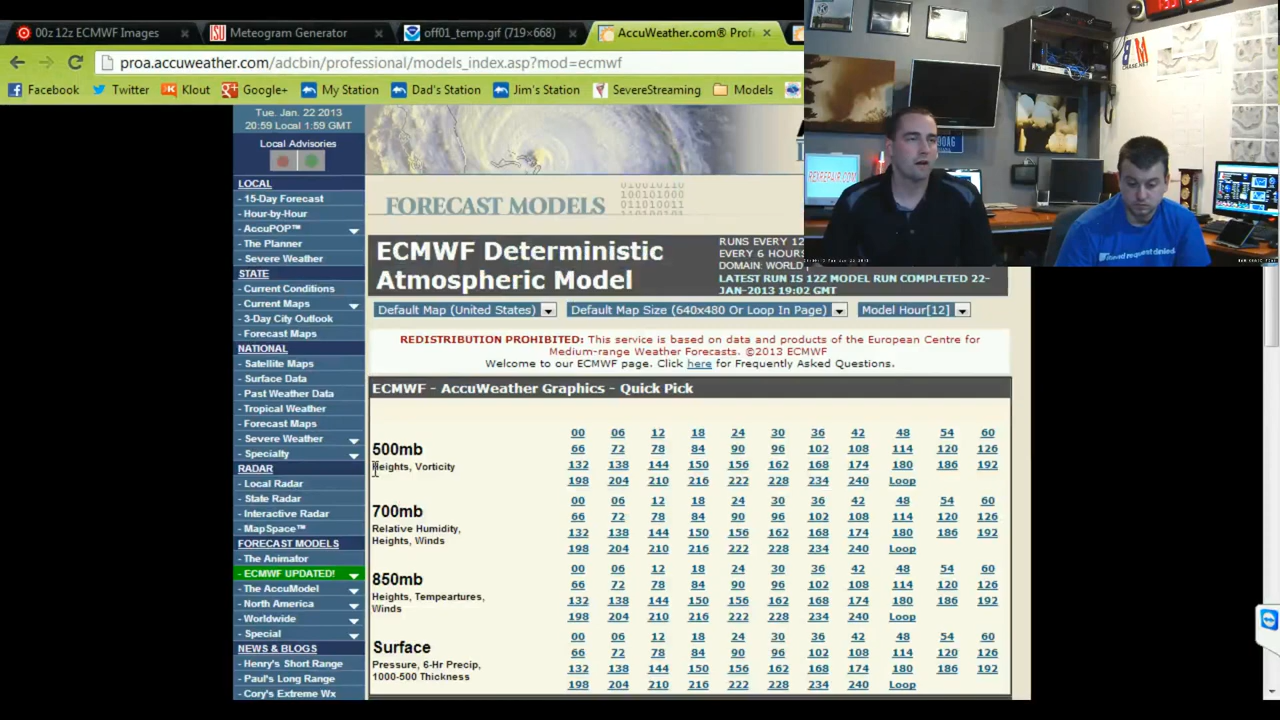 00z 12z ECMWF Images
Meteogram Generator
off01_temp.gif (719×668)
AccuWeather.com® Prof
proa.accuweather.com/adcbin/professional/models_index.asp?mod=ecmwf
Facebook
Twitter
Klout
Google+
My Station
Dad's Station
Jim's Station
SevereStreaming
Models
Tue. Jan. 22 2013
20:59 Local 1:59 GMT
Local Advisories
LOCAL
- 15-Day Forecast
- Hour-by-Hour
- AccuPOP™
- The Planner
- Severe Weather
STATE
- Current Conditions
- Current Maps
- 3-Day City Outlook
- Forecast Maps
NATIONAL
- Satellite Maps
- Surface Data
- Past Weather Data
- Tropical Weather
- Forecast Maps
- Severe Weather
- Specialty
RADAR
- Local Radar
- State Radar
- Interactive Radar
- MapSpace™
FORECAST MODELS
- The Animator
- ECMWF UPDATED!
- The AccuModel
- North America
- Worldwide
- Special
NEWS & BLOGS
- Henry's Short Range
- Paul's Long Range
- Cory's Extreme Wx
010010110
101001000
011010011
FORECAST MODELS
ECMWF Deterministic
Atmospheric Model
RUNS EVERY 12
EVERY 6 HOURS
DOMAIN: WORLD
LATEST RUN IS 12Z MODEL RUN COMPLETED 22-
JAN-2013 19:02 GMT
Default Map (United States)
Default Map Size (640x480 Or Loop In Page)
Model Hour[12]
REDISTRIBUTION PROHIBITED: This service is based on data and products of the European Centre for
Medium-range Weather Forecasts. ©2013 ECMWF
Welcome to our ECMWF page. Click here for Frequently Asked Questions.
ECMWF - AccuWeather Graphics - Quick Pick
500mb
Heights, Vorticity
00 06 12 18 24 30 36 42 48 54 60
66 72 78 84 90 96 102 108 114 120 126
132 138 144 150 156 162 168 174 180 186 192
198 204 210 216 222 228 234 240 Loop
700mb
Relative Humidity,
Heights, Winds
00 06 12 18 24 30 36 42 48 54 60
66 72 78 84 90 96 102 108 114 120 126
132 138 144 150 156 162 168 174 180 186 192
198 204 210 216 222 228 234 240 Loop
850mb
Heights, Tempeartures,
Winds
00 06 12 18 24 30 36 42 48 54 60
66 72 78 84 90 96 102 108 114 120 126
132 138 144 150 156 162 168 174 180 186 192
198 204 210 216 222 228 234 240 Loop
Surface
Pressure, 6-Hr Precip,
1000-500 Thickness
00 06 12 18 24 30 36 42 48 54 60
66 72 78 84 90 96 102 108 114 120 126
132 138 144 150 156 162 168 174 180 186 192
198 204 210 216 222 228 234 240 Loop